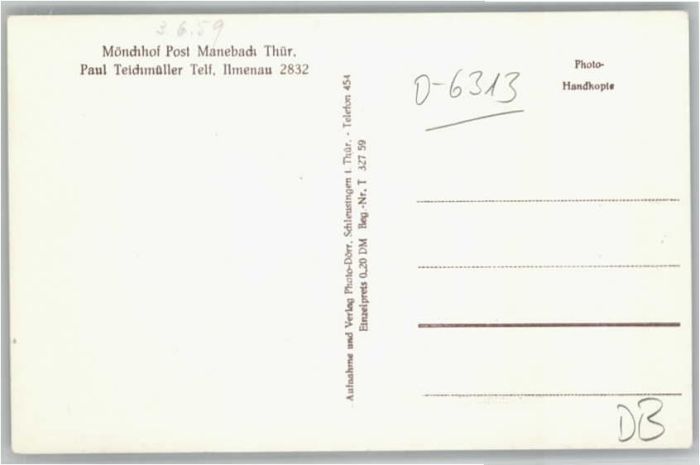 3.6.59
Mönchhof Post Manebach Thür.
Paul Teichmüller Telf. Ilmenau 2832
Aufnahme und Verlag Photo-Dörr, Schleusingen i. Thür. - Telefon 454
Einzelpreis 0,20 DM Beg.-Nr. T 327 59
D-6313
Photo-
Handkopie
DB